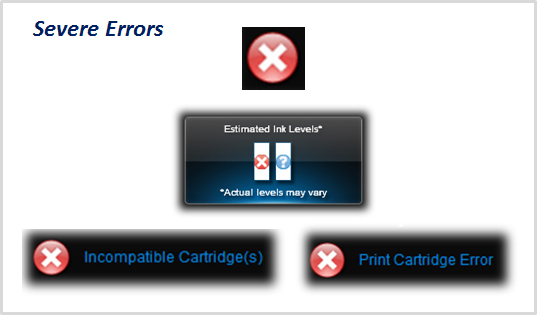 Severe Errors
Estimated Ink Levels*
?
*Actual levels may vary
Incompatible Cartridge(s)
Print Cartridge Error